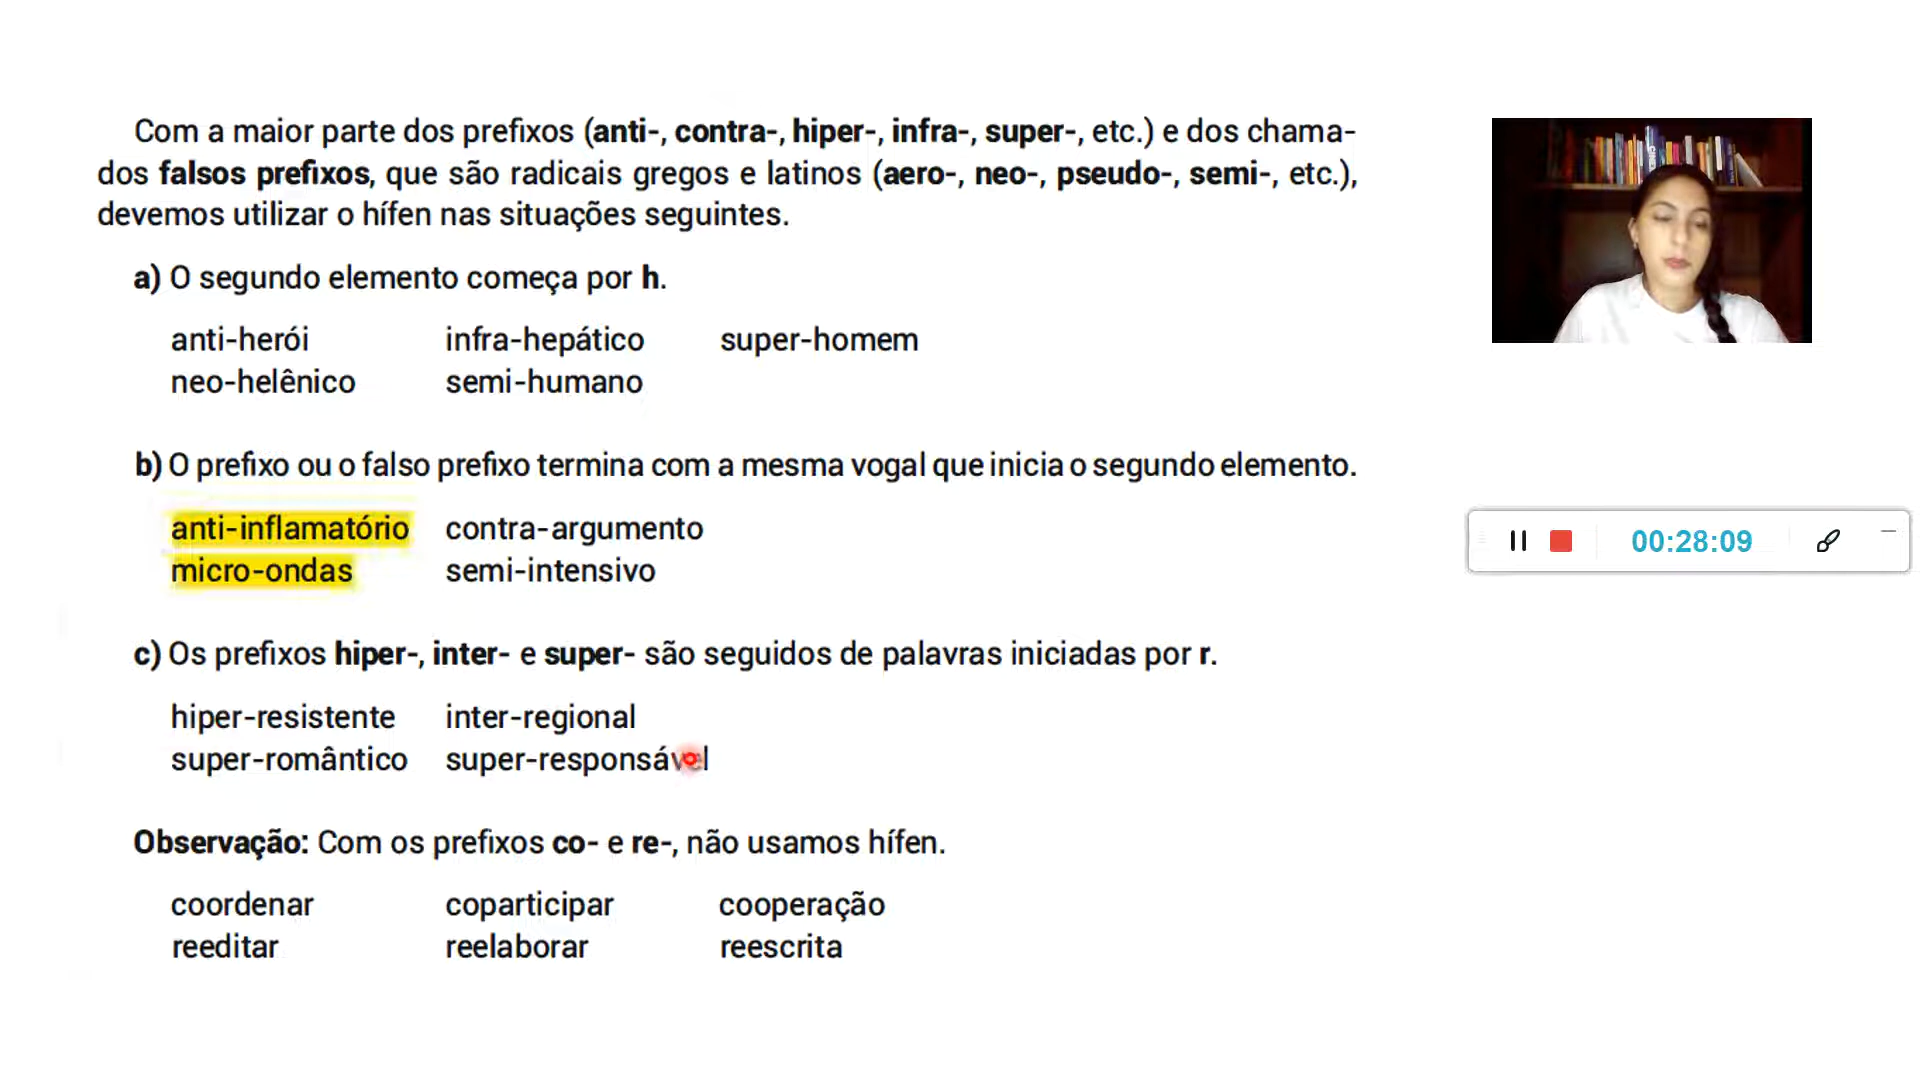 Com a maior parte dos prefixos (anti-, contra-, hiper-, infra-, super-, etc.) e dos chama-
dos falsos prefixos, que são radicais gregos e latinos (aero-, neo-, pseudo-, semi-, etc.),
devemos utilizar o hífen nas situações seguintes.
a) O segundo elemento começa por h.
anti-herói infra-hepático super-homem
neo-helênico semi-humano
b) O prefixo ou o falso prefixo termina com a mesma vogal que inicia o segundo elemento.
anti-inflamatório contra-argumento
micro-ondas semi-intensivo
00:28:09
c) Os prefixos hiper-, inter- e super- são seguidos de palavras iniciadas por r.
hiper-resistente inter-regional
super-romântico super-responsável
Observação: Com os prefixos co- e re-, não usamos hífen.
coordenar coparticipar cooperação
reeditar reelaborar reescrita